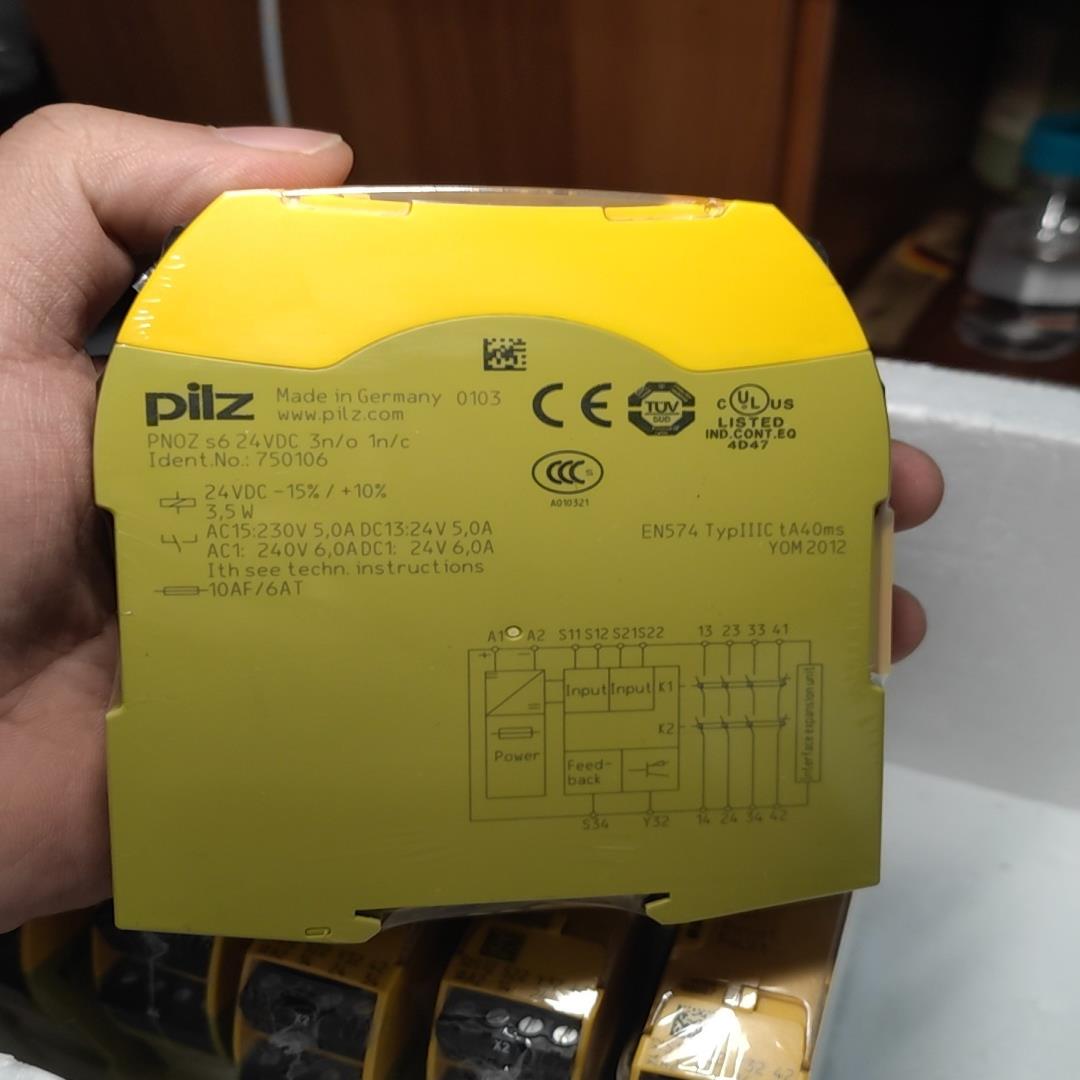 pilz Made in Germany 0103
www.pilz.com
PNOZ s6 24VDC 3n/o 1n/c
Ident.No.: 750106
24VDC -15% / +10%
3,5W
AC15:230V 5,0A DC13:24V 5,0A
AC1: 240V 6,0A DC1: 24V 6,0A
Ith see techn. instructions
10AF/6AT
CE
TÜV
SÜD
C UL US
LISTED
IND.CONT.EQ
4D47
CCC S
A010321
EN574 TypIIIC tA40ms
YOM 2012
A1 A2 S11 S12 S21 S22 13 23 33 41
+ −
Input Input K1
K2
Power
Feed-
back
Interface expansion unit
S34 Y32 14 24 34 42
X2
32 42